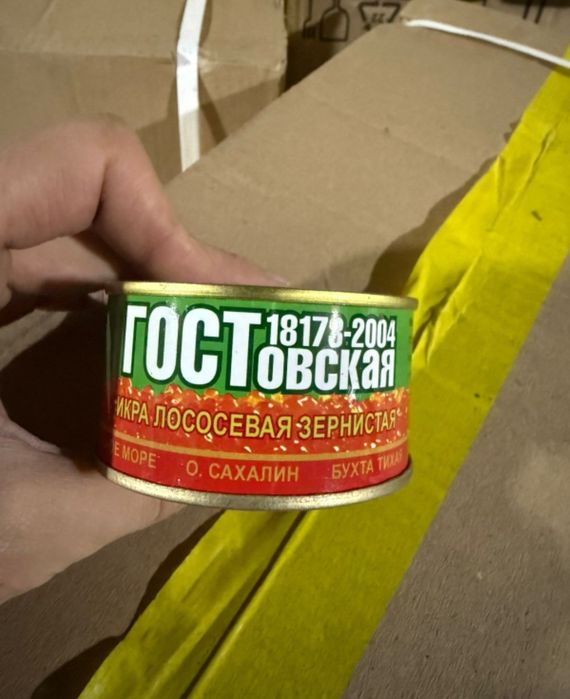 ГОСТ 18173-2004
овская
ИКРА ЛОСОСЕВАЯ ЗЕРНИСТАЯ
Е МОРЕ О. САХАЛИН БУХТА ТИХАЯ